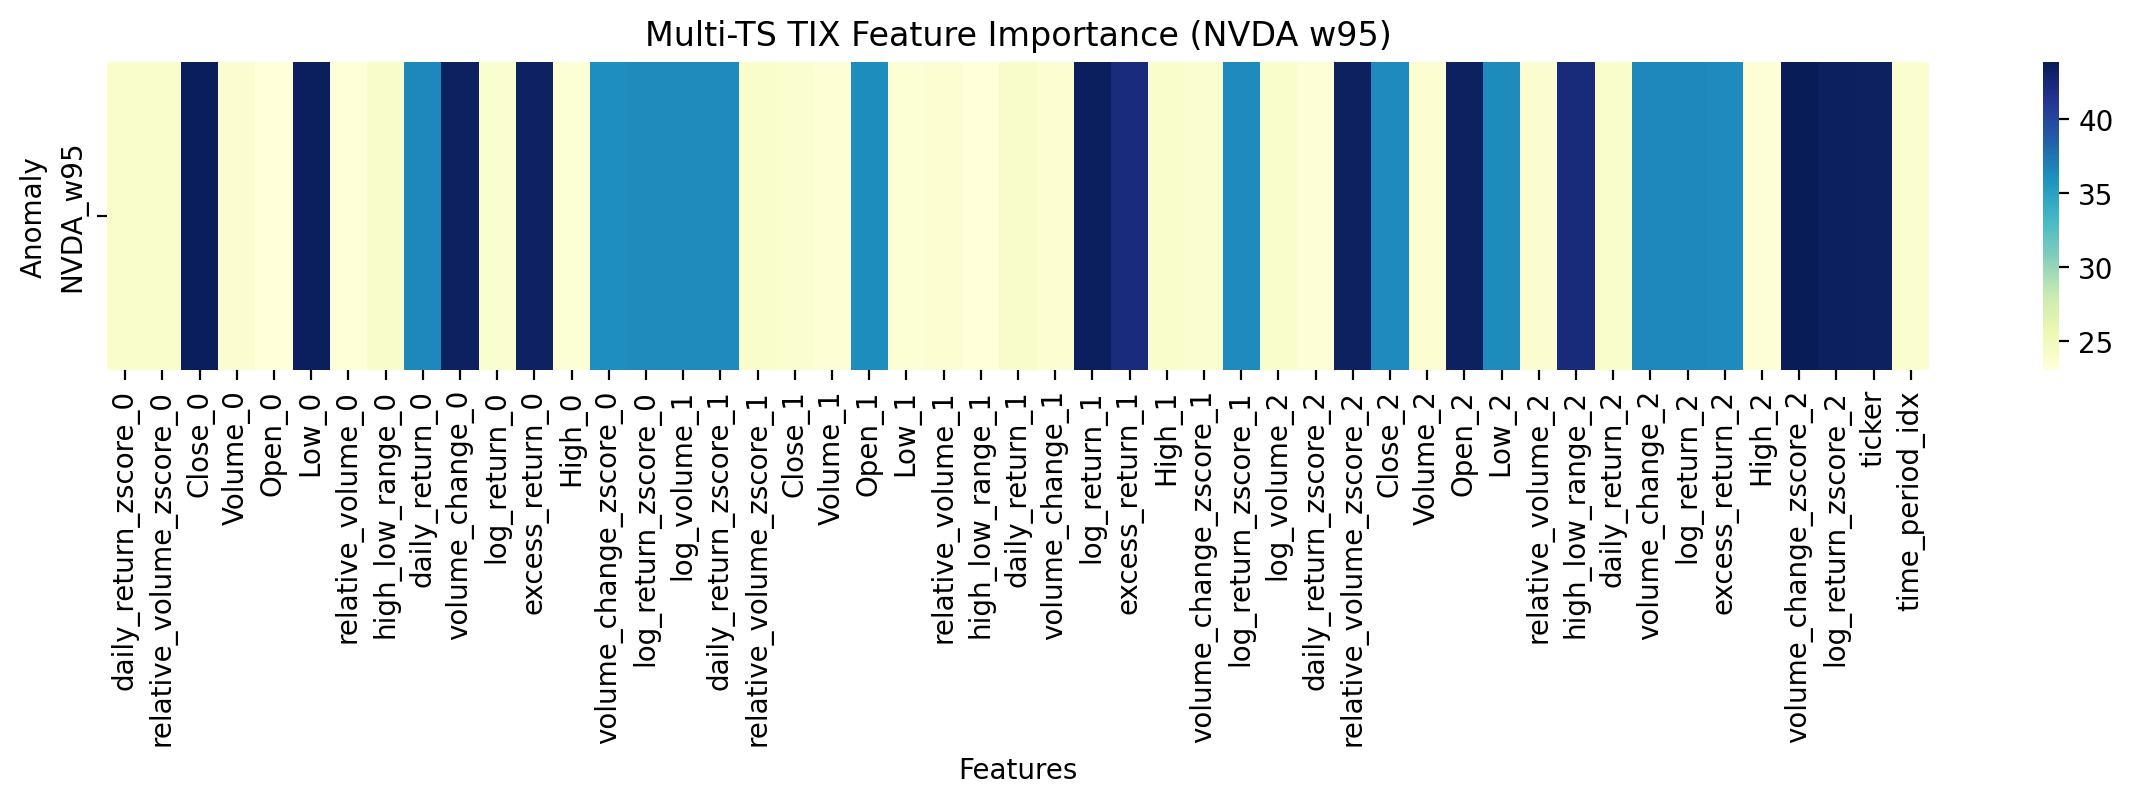 Multi-TS TIX Feature Importance (NVDA w95)
Anomaly
NVDA_w95
40
35
30
25
daily_return_zscore_0
relative_volume_zscore_0
Close_0
Volume_0
Open_0
Low_0
relative_volume_0
high_low_range_0
daily_return_0
volume_change_0
log_return_0
excess_return_0
High_0
volume_change_zscore_0
log_return_zscore_0
log_volume_1
daily_return_zscore_1
relative_volume_zscore_1
Close_1
Volume_1
Open_1
Low_1
relative_volume_1
high_low_range_1
daily_return_1
volume_change_1
log_return_1
excess_return_1
High_1
volume_change_zscore_1
log_return_zscore_1
log_volume_2
daily_return_zscore_2
relative_volume_zscore_2
Close_2
Volume_2
Open_2
Low_2
relative_volume_2
high_low_range_2
daily_return_2
volume_change_2
log_return_2
excess_return_2
High_2
volume_change_zscore_2
log_return_zscore_2
ticker
time_period_idx
Features